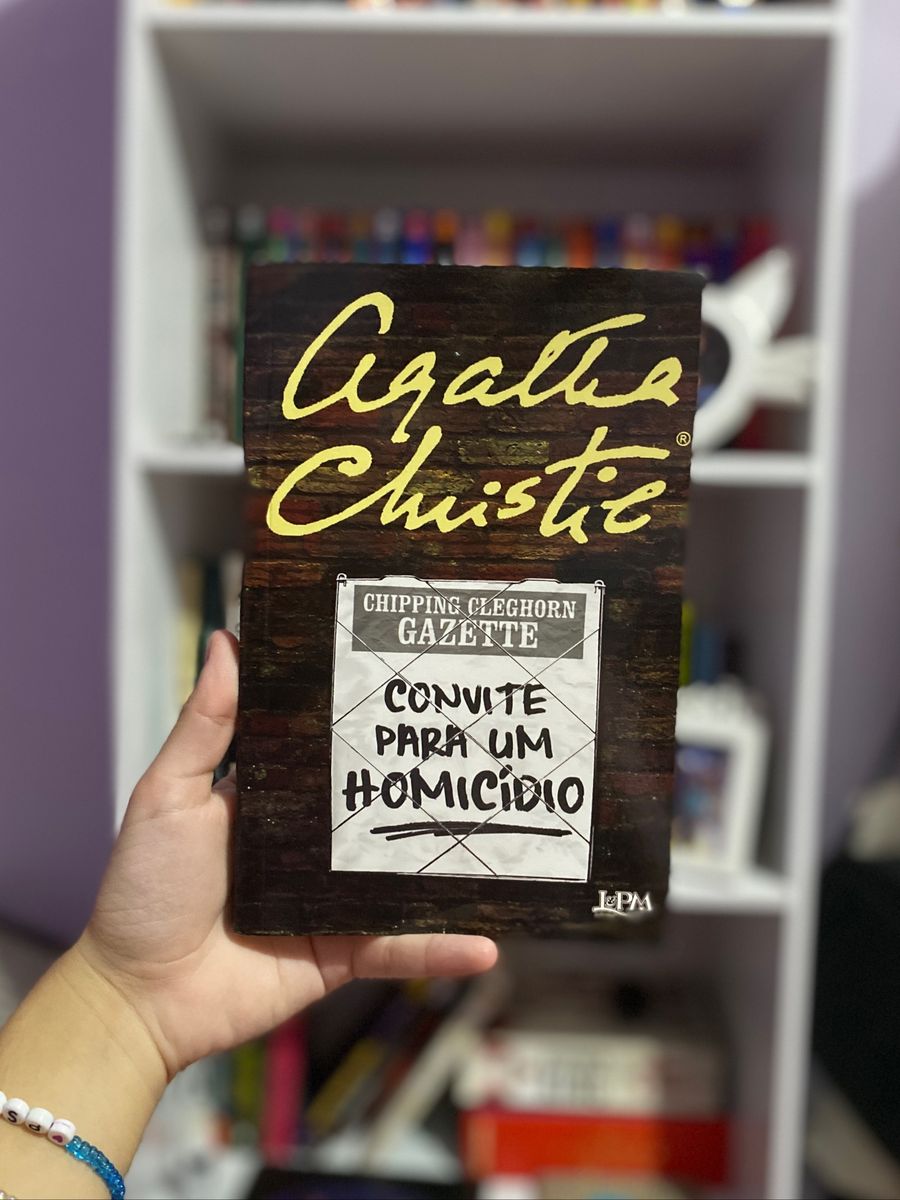 Agatha
Christie®
CHIPPING CLEGHORN
GAZETTE
CONVITE
PARA UM
HOMICÍDIO
L&PM